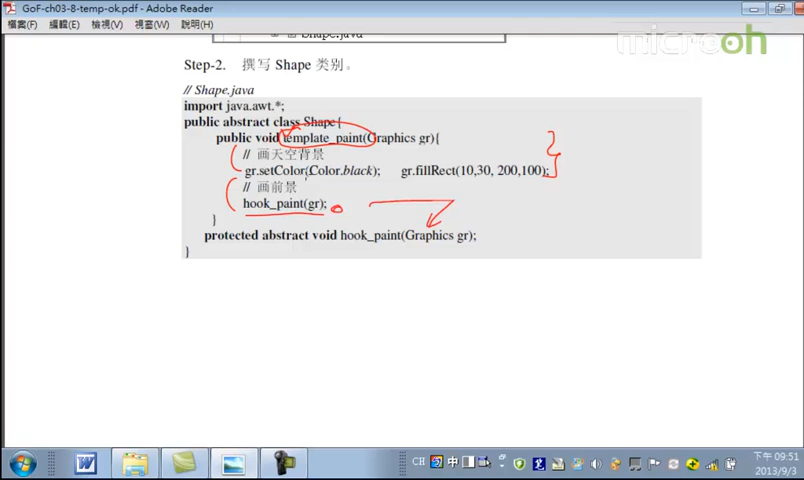 GoF-ch03-8-temp-ok.pdf - Adobe Reader
檔案(F) 編輯(E) 檢視(V) 視窗(W) 說明(H)
Shape.java
microoh
Step-2. 撰写 Shape 类别。
// Shape.java
import java.awt.*;
public abstract class Shape{
public void template_paint(Graphics gr){
// 画天空背景
gr.setColor(Color.black); gr.fillRect(10,30, 200,100);
// 画前景
hook_paint(gr);
}
protected abstract void hook_paint(Graphics gr);
}
CH 中
下午 09:51
2013/9/3